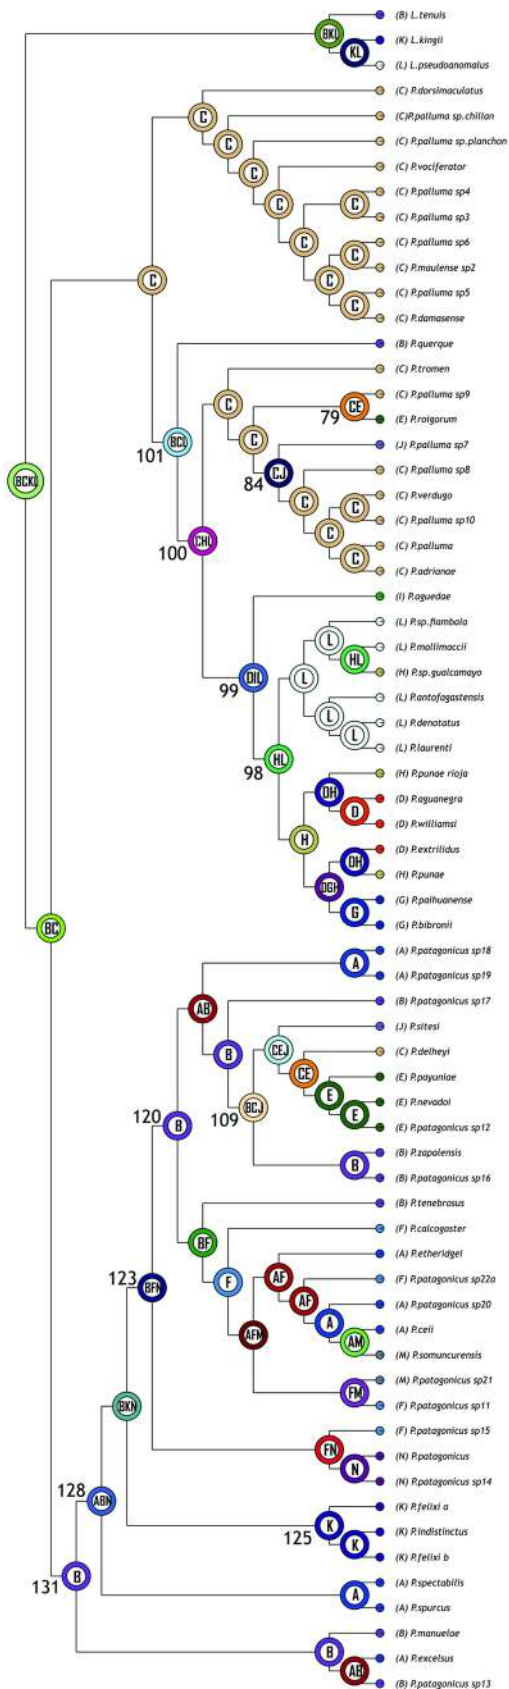 (B) L.tenuis
BKL
(K) L.kingii
KL
(L) L.pseudoanomalus
(C) P.dorsimaculatus
C
(C)P.palluma sp.chillan
C
(C) P.palluma sp.planchon
C
(C) P.vociferator
C
(C) P.palluma sp4
C
(C) P.palluma sp3
C
(C) P.palluma sp6
C
(C) P.maulense sp2
C
C
(C) P.palluma sp5
C
(C) P.damasense
(B) P.querque
(C) P.tromen
(C) P.palluma sp9
C
CE
79
(E) P.roigorum
BCL
C
101
(J) P.palluma sp7
CJ
84
(C) P.palluma sp8
BCKL
C
(C) P.verdugo
C
(C) P.palluma sp10
C
CHL
100
(C) P.palluma
C
(C) P.adrianae
(I) P.aguedae
(L) P.sp.fiambala
L
(L) P.mallimaccii
HL
L
DIL
(H) P.sp.gualcamayo
99
(L) P.antofagastensis
L
(L) P.denotatus
L
(L) P.laurenti
HL
98
(H) P.punae rioja
DH
(D) P.aguanegra
D
(D) P.williamsi
H
(D) P.extrilidus
DH
(H) P.punae
DGH
(G) P.paihuanense
G
BC
(G) P.bibronii
(A) P.patagonicus sp18
A
(A) P.patagonicus sp19
(B) P.patagonicus sp17
AB
(J) P.sitesi
CEJ
B
(C) P.delheyi
CE
(E) P.payuniae
E
(E) P.nevadoi
BCJ
E
120
109
B
(E) P.patagonicus sp12
(B) P.zapalensis
B
(B) P.patagonicus sp16
(B) P.tenebrosus
(F) P.calcogaster
BF
(A) P.etheridgei
AF
F
123
BFN
(F) P.patagonicus sp22a
AF
(A) P.patagonicus sp20
A
AFM
(A) P.ceii
AM
(M) P.somuncurensis
(M) P.patogonicus sp21
FM
BKN
(F) P.patagonicus sp11
(F) P.patagonicus sp15
FN
(N) P.patagonicus
N
(N) P.patagonicus sp14
128
ABN
(K) P.felixi a
K
125
(K) P.indistinctus
K
(K) P.felixi b
B
131
(A) P.spectabilis
A
(A) P.spurcus
(B) P.manuelae
B
(A) P.excelsus
AB
(B) P.patagonicus sp13